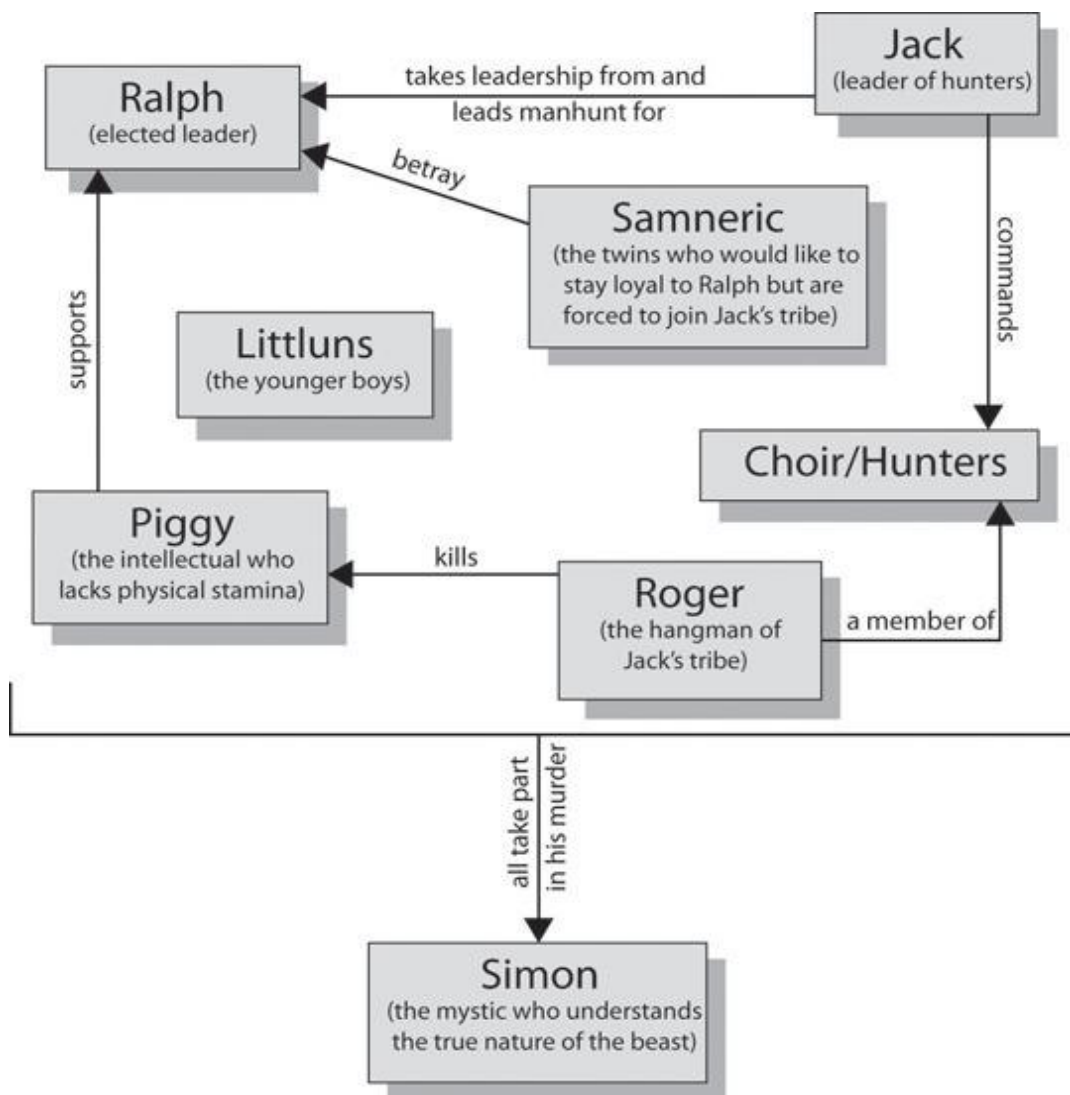 Jack
(leader of hunters)
takes leadership from and
leads manhunt for
Ralph
(elected leader)
betray
Samneric
(the twins who would like to
stay loyal to Ralph but are
forced to join Jack's tribe)
commands
supports
Littluns
(the younger boys)
Choir/Hunters
Piggy
(the intellectual who
lacks physical stamina)
kills
Roger
(the hangman of
Jack's tribe)
a member of
all take part
in his murder
Simon
(the mystic who understands
the true nature of the beast)